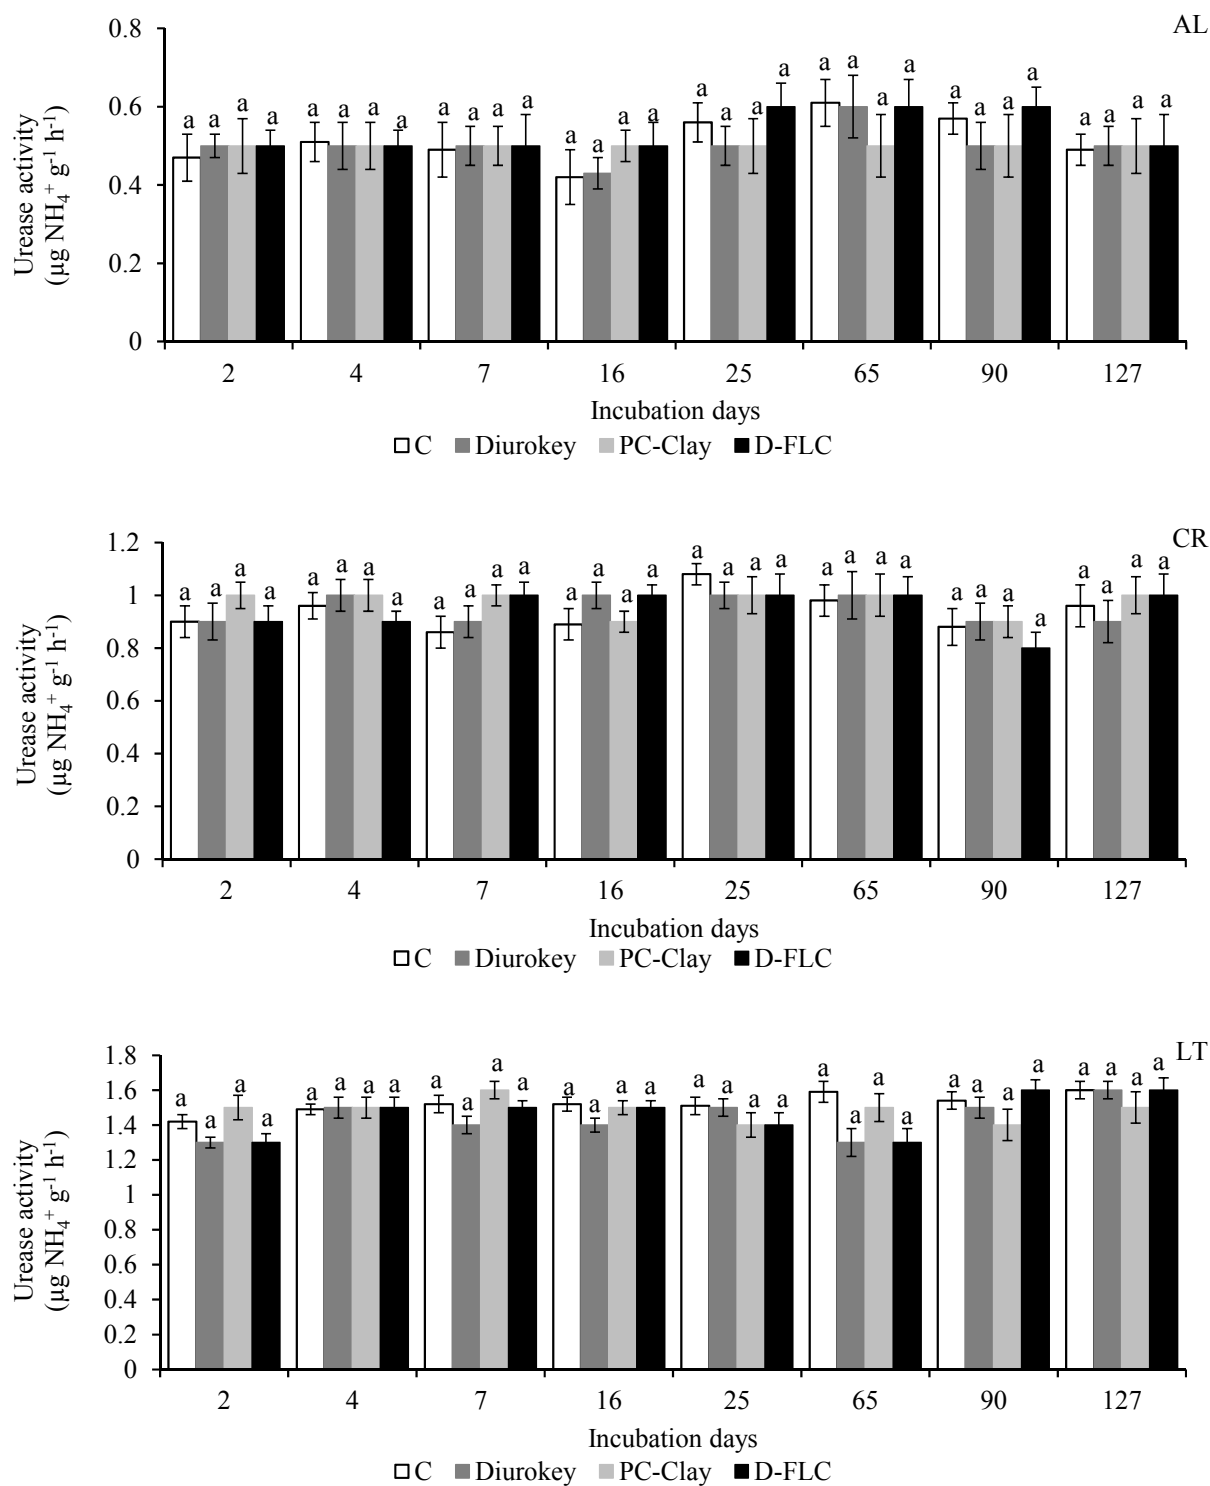 AL
Urease activity
(µg NH₄⁺ g⁻¹ h⁻¹)
0.8
0.6
0.4
0.2
0
a a a a a a a a a a a a a a a a a a a a a a a a a a a a a a a a
2 4 7 16 25 65 90 127
Incubation days
C Diurokey PC-Clay D-FLC
CR
Urease activity
(µg NH₄⁺ g⁻¹ h⁻¹)
1.2
1
0.8
0.6
0.4
0.2
0
a a a a a a a a a a a a a a a a a a a a a a a a a a a a a a a a
2 4 7 16 25 65 90 127
Incubation days
C Diurokey PC-Clay D-FLC
LT
Urease activity
(µg NH₄⁺ g⁻¹ h⁻¹)
1.8
1.6
1.4
1.2
1
0.8
0.6
0.4
0.2
0
a a a a a a a a a a a a a a a a a a a a a a a a a a a a a a a a
2 4 7 16 25 65 90 127
Incubation days
C Diurokey PC-Clay D-FLC